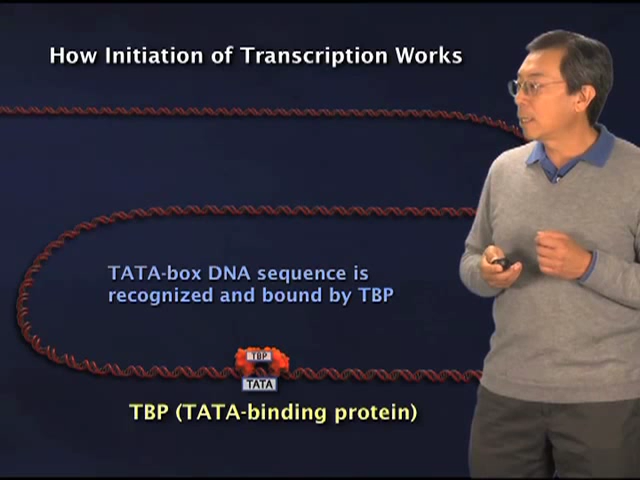 How Initiation of Transcription Works
TATA-box DNA sequence is
recognized and bound by TBP
TBP
TATA
TBP (TATA-binding protein)